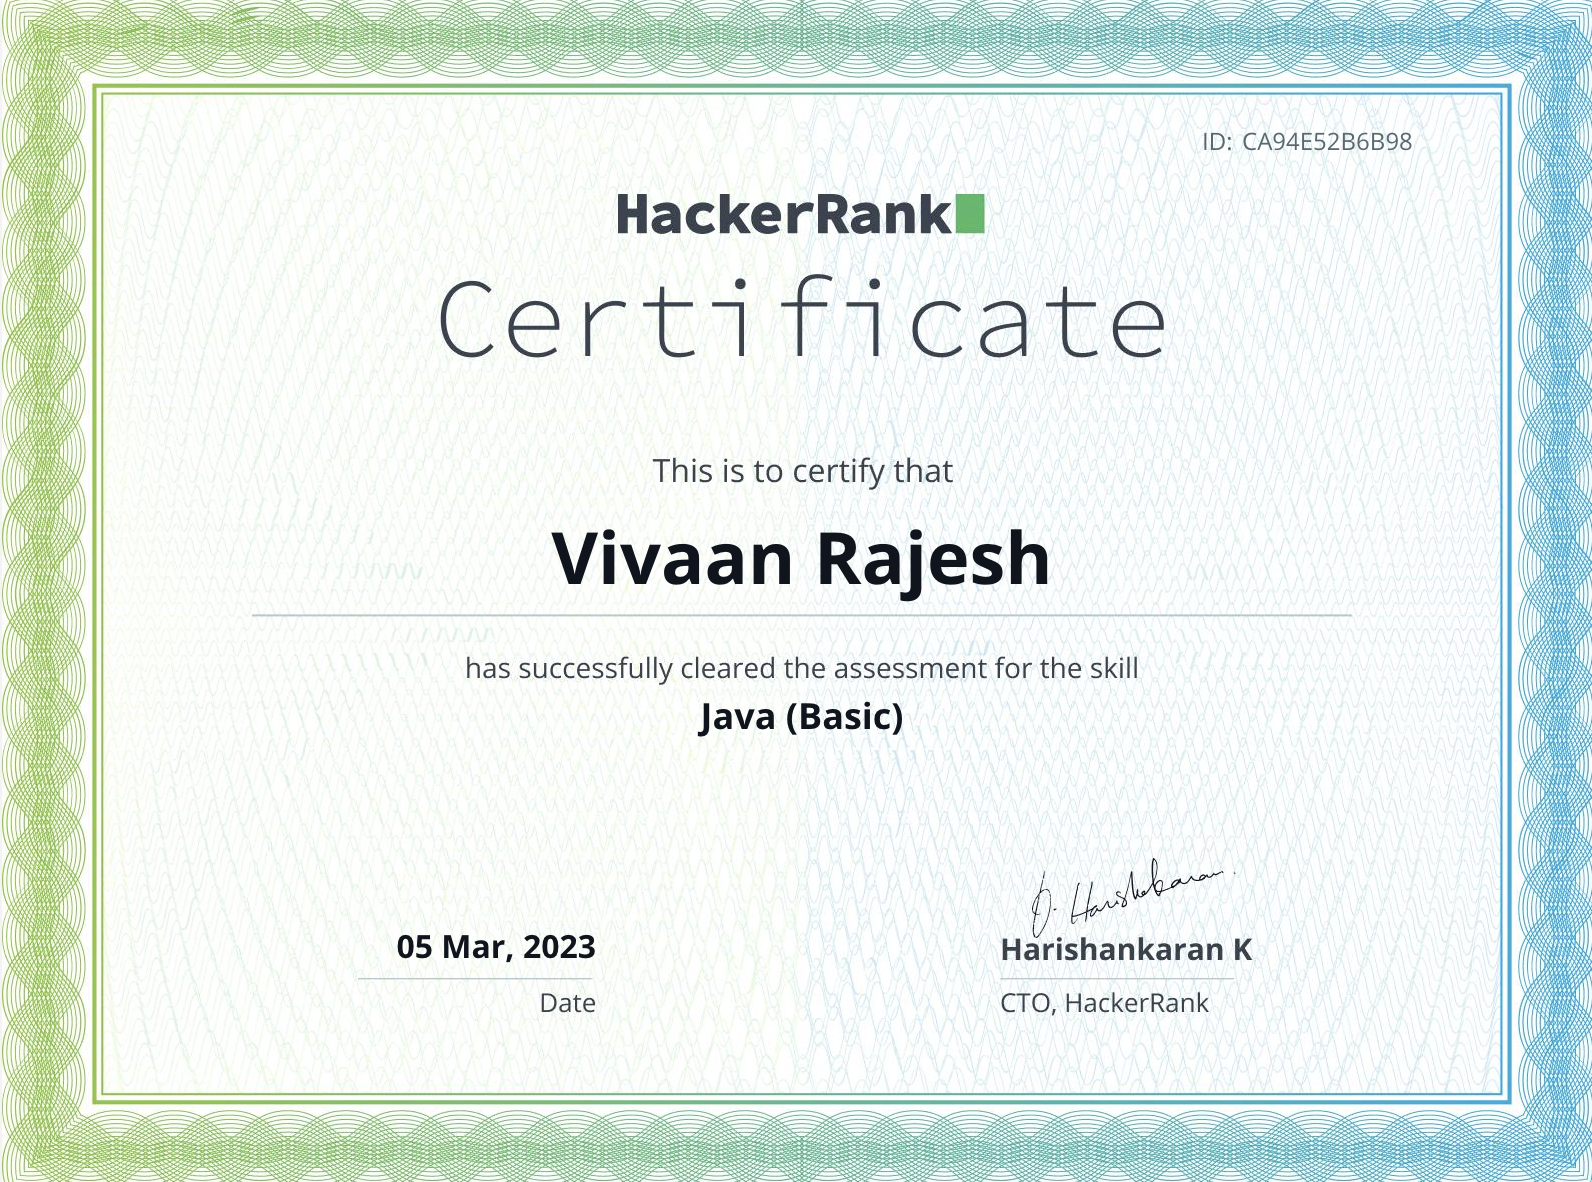 ID: CA94E52B6B98
HackerRank
Certificate
This is to certify that
Vivaan Rajesh
has successfully cleared the assessment for the skill
Java (Basic)
05 Mar, 2023
Date
Harishankaran K
CTO, HackerRank